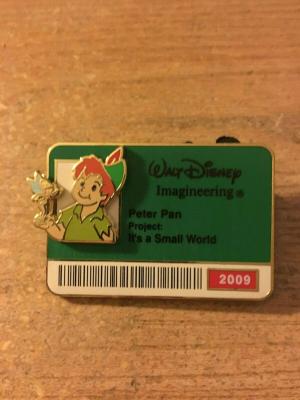 Walt Disney
Imagineering®
Peter Pan
Project:
It's a Small World
2009